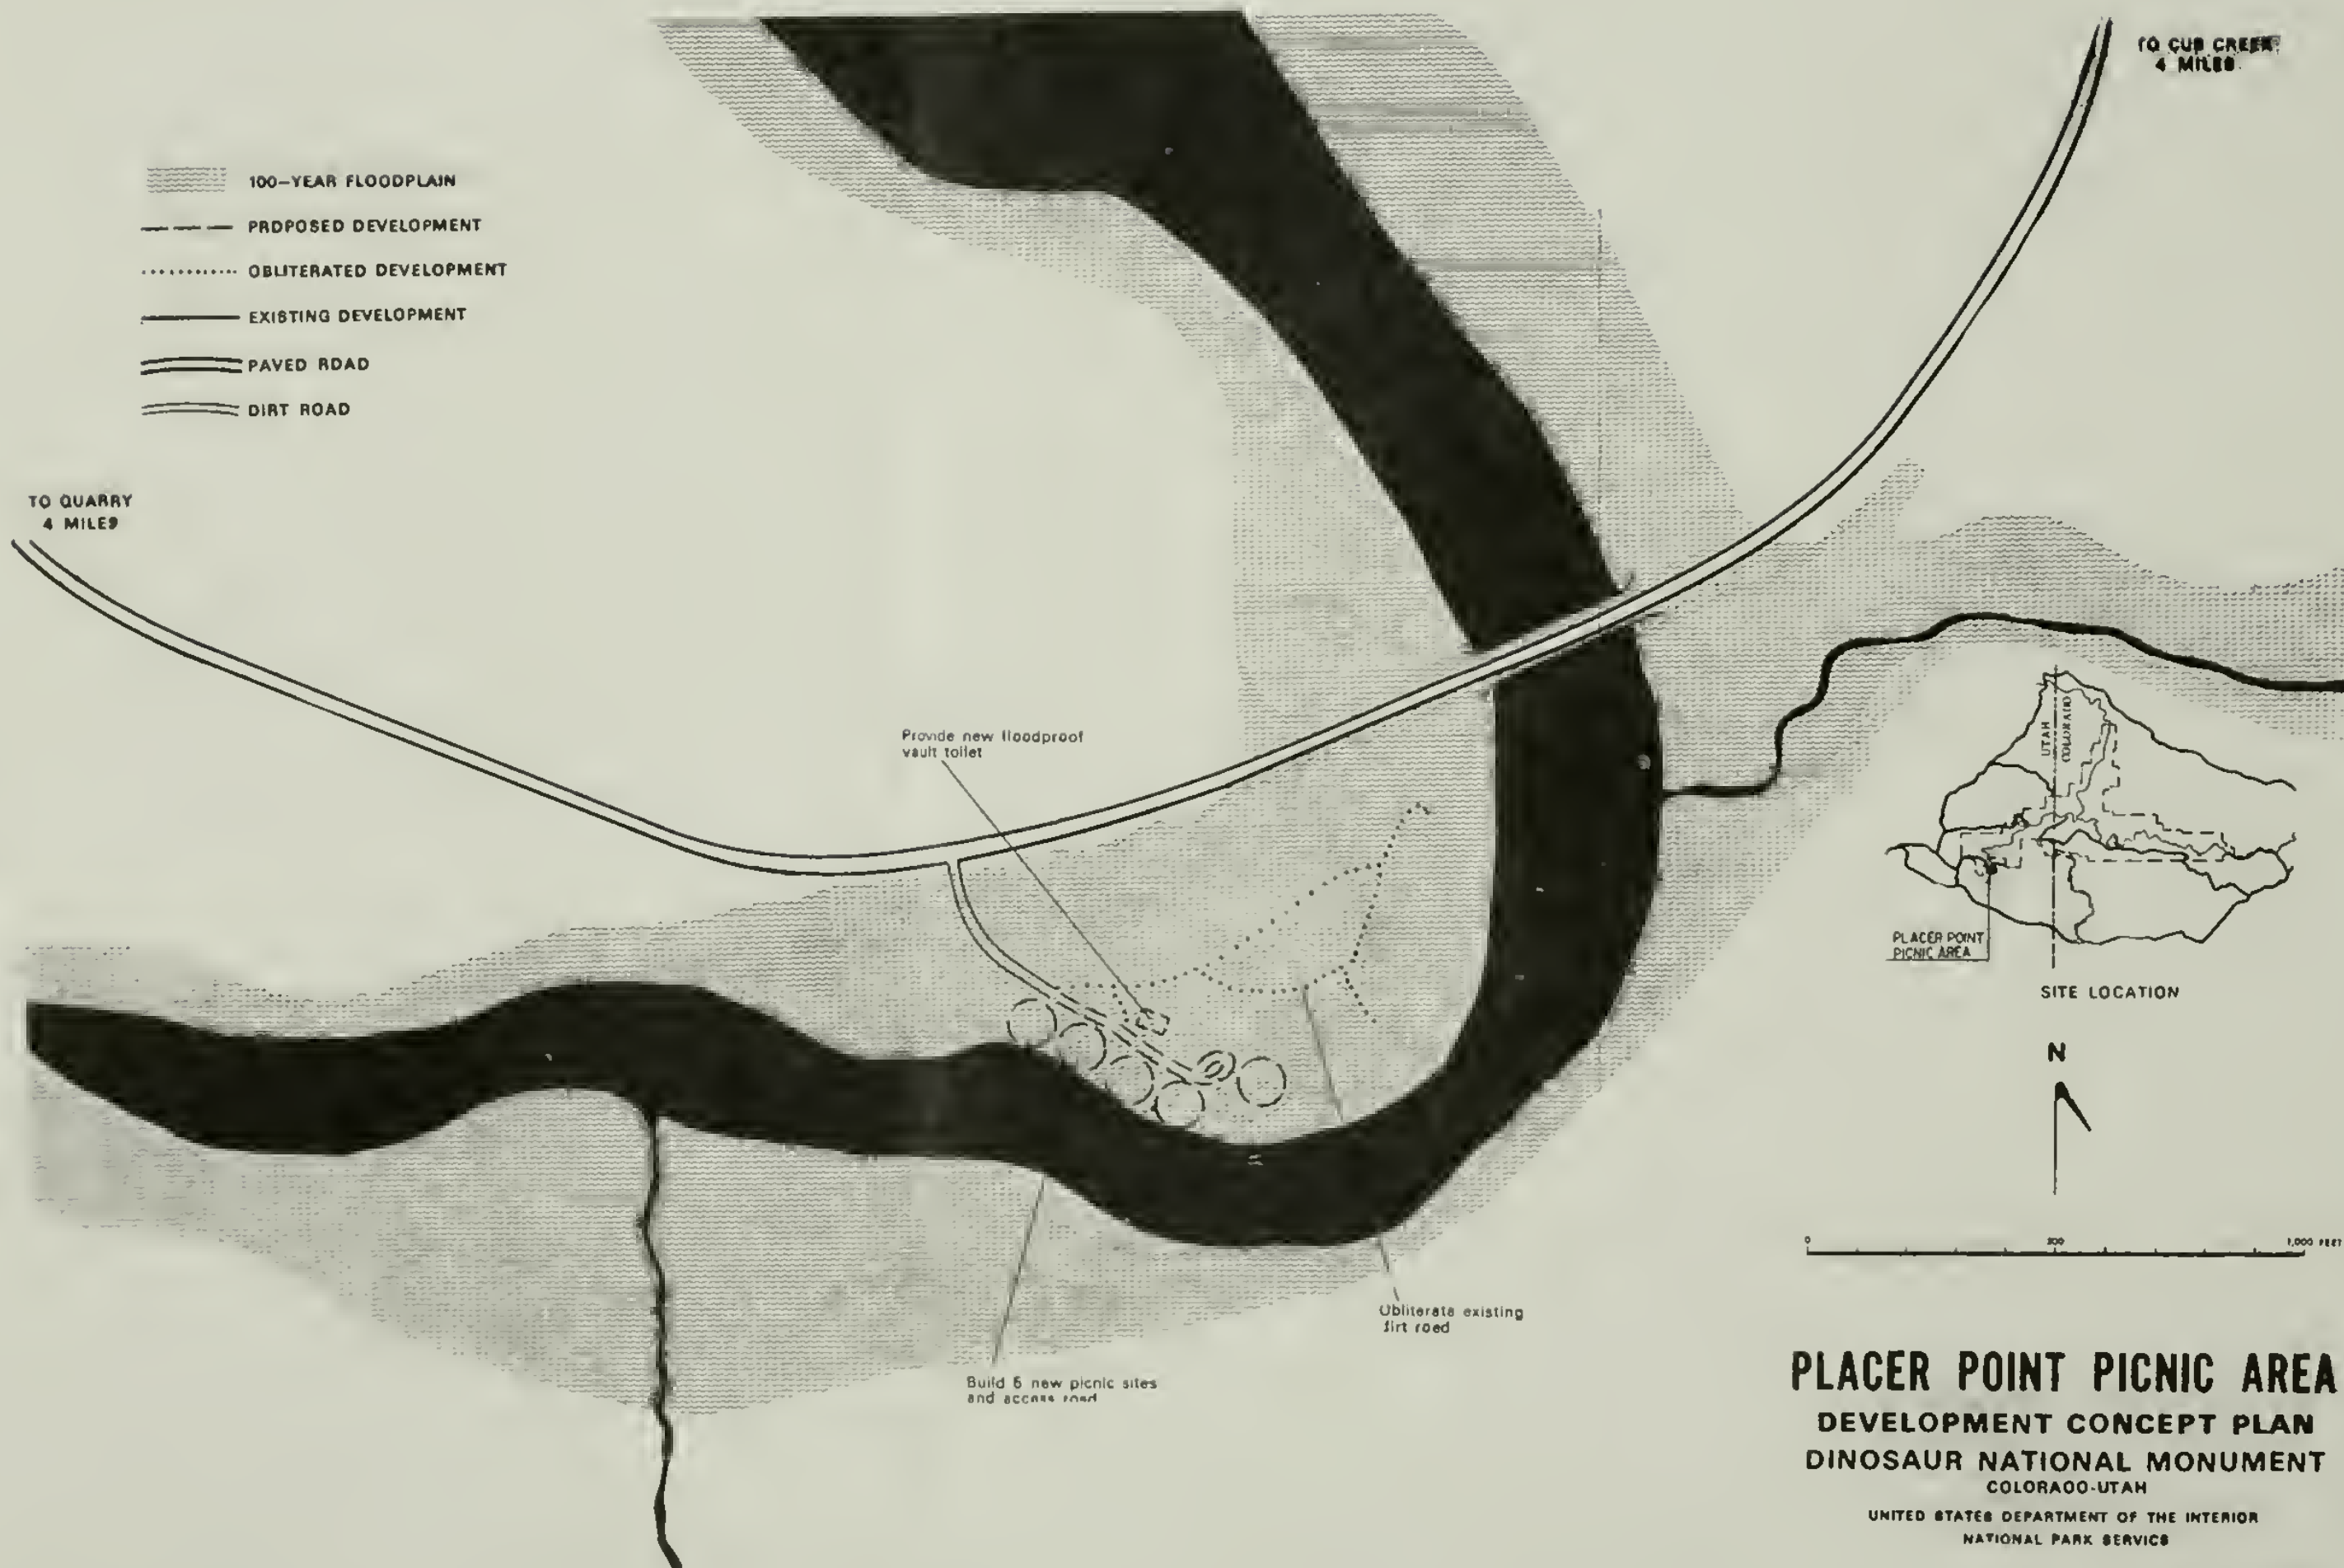 TO CUB CREEK
4 MILES
100-YEAR FLOODPLAIN
PROPOSED DEVELOPMENT
OBLITERATED DEVELOPMENT
EXISTING DEVELOPMENT
PAVED ROAD
DIRT ROAD
TO QUARRY
4 MILES
Provide new floodproof
vault toilet
UTAH
COLORADO
PLACER POINT
PICNIC AREA
SITE LOCATION
N
0
1,000 FEET
Obliterate existing
dirt road
Build 6 new picnic sites
and access road
PLACER POINT PICNIC AREA
DEVELOPMENT CONCEPT PLAN
DINOSAUR NATIONAL MONUMENT
COLORADO-UTAH
UNITED STATES DEPARTMENT OF THE INTERIOR
NATIONAL PARK SERVICE